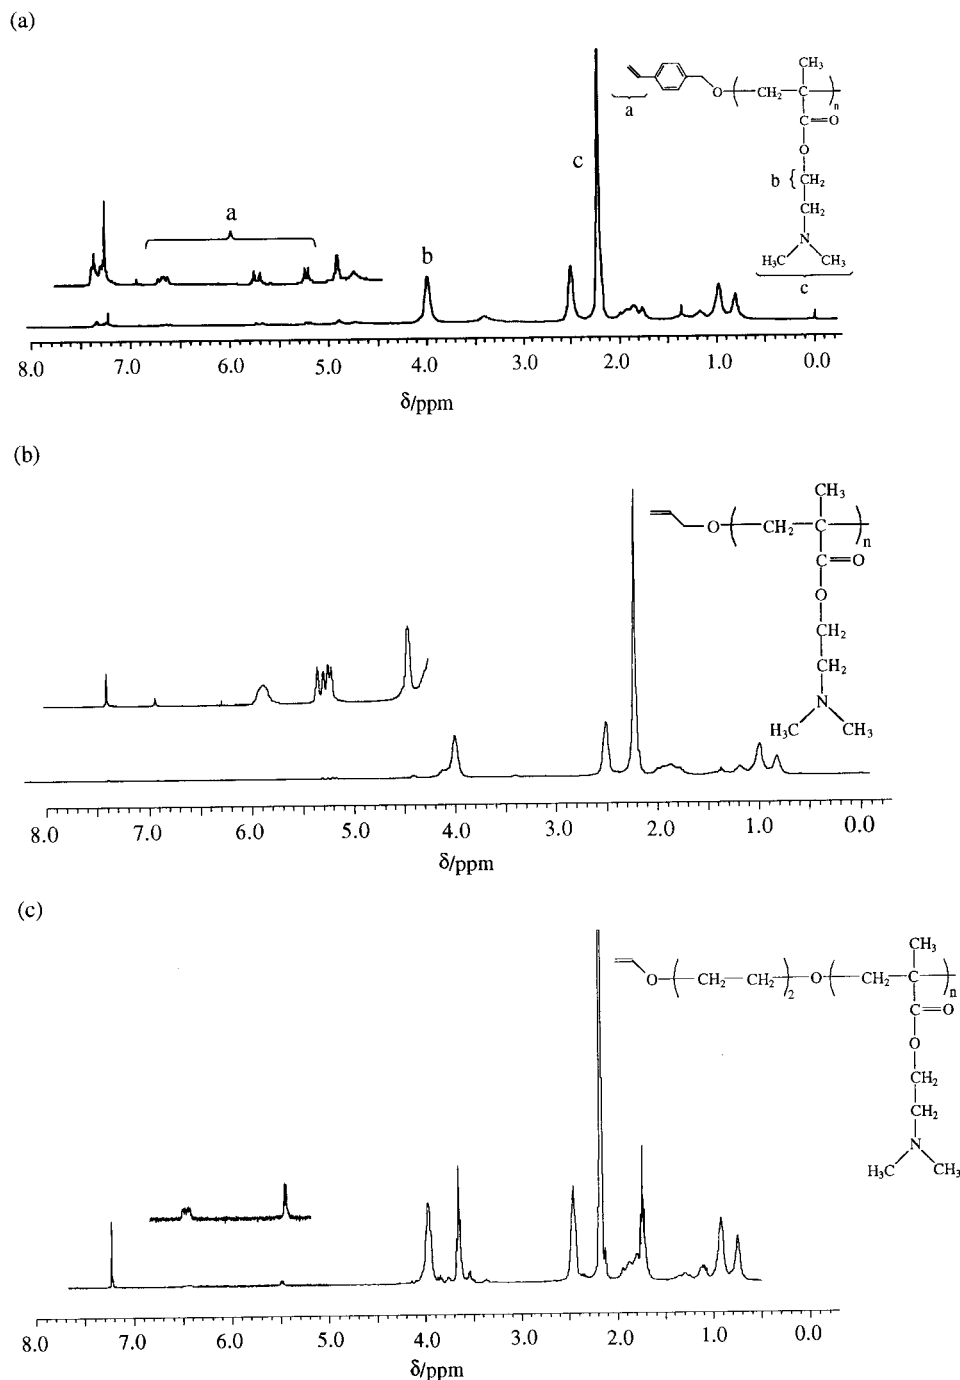 (a)
CH₃
O
CH₂
C
n
a
C=O
O
b { CH₂
CH₂
N
H₃C CH₃
c
a
b
c
8.0 7.0 6.0 5.0 4.0 3.0 2.0 1.0 0.0
δ/ppm
(b)
CH₃
O
CH₂
C
n
C=O
O
CH₂
CH₂
N
H₃C CH₃
8.0 7.0 6.0 5.0 4.0 3.0 2.0 1.0 0.0
δ/ppm
(c)
CH₃
O
CH₂
CH₂
2
O
CH₂
C
n
C=O
O
CH₂
CH₂
N
H₃C CH₃
8.0 7.0 6.0 5.0 4.0 3.0 2.0 1.0 0.0
δ/ppm